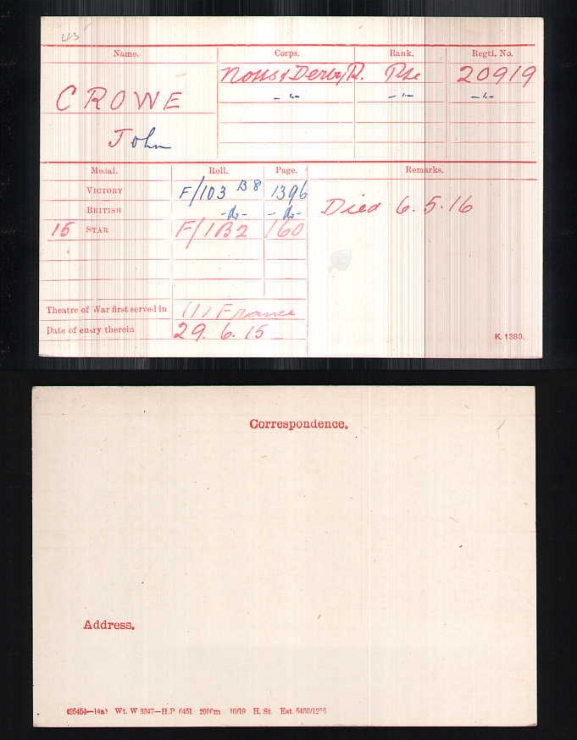 Name. Corps. Rank. Regtl. No.
CROWE Notts & Derby R. Pte 20919
John -"- -"- -"-
Medal. Roll. Page. Remarks.
VICTORY F/103 B8 1396
BRITISH -do- -do- Died 6.5.16
15 STAR F/1B2 160
Theatre of War first served in (1) France
Date of entry therein 29.6.15
K 1380.
Correspondence.
Address.